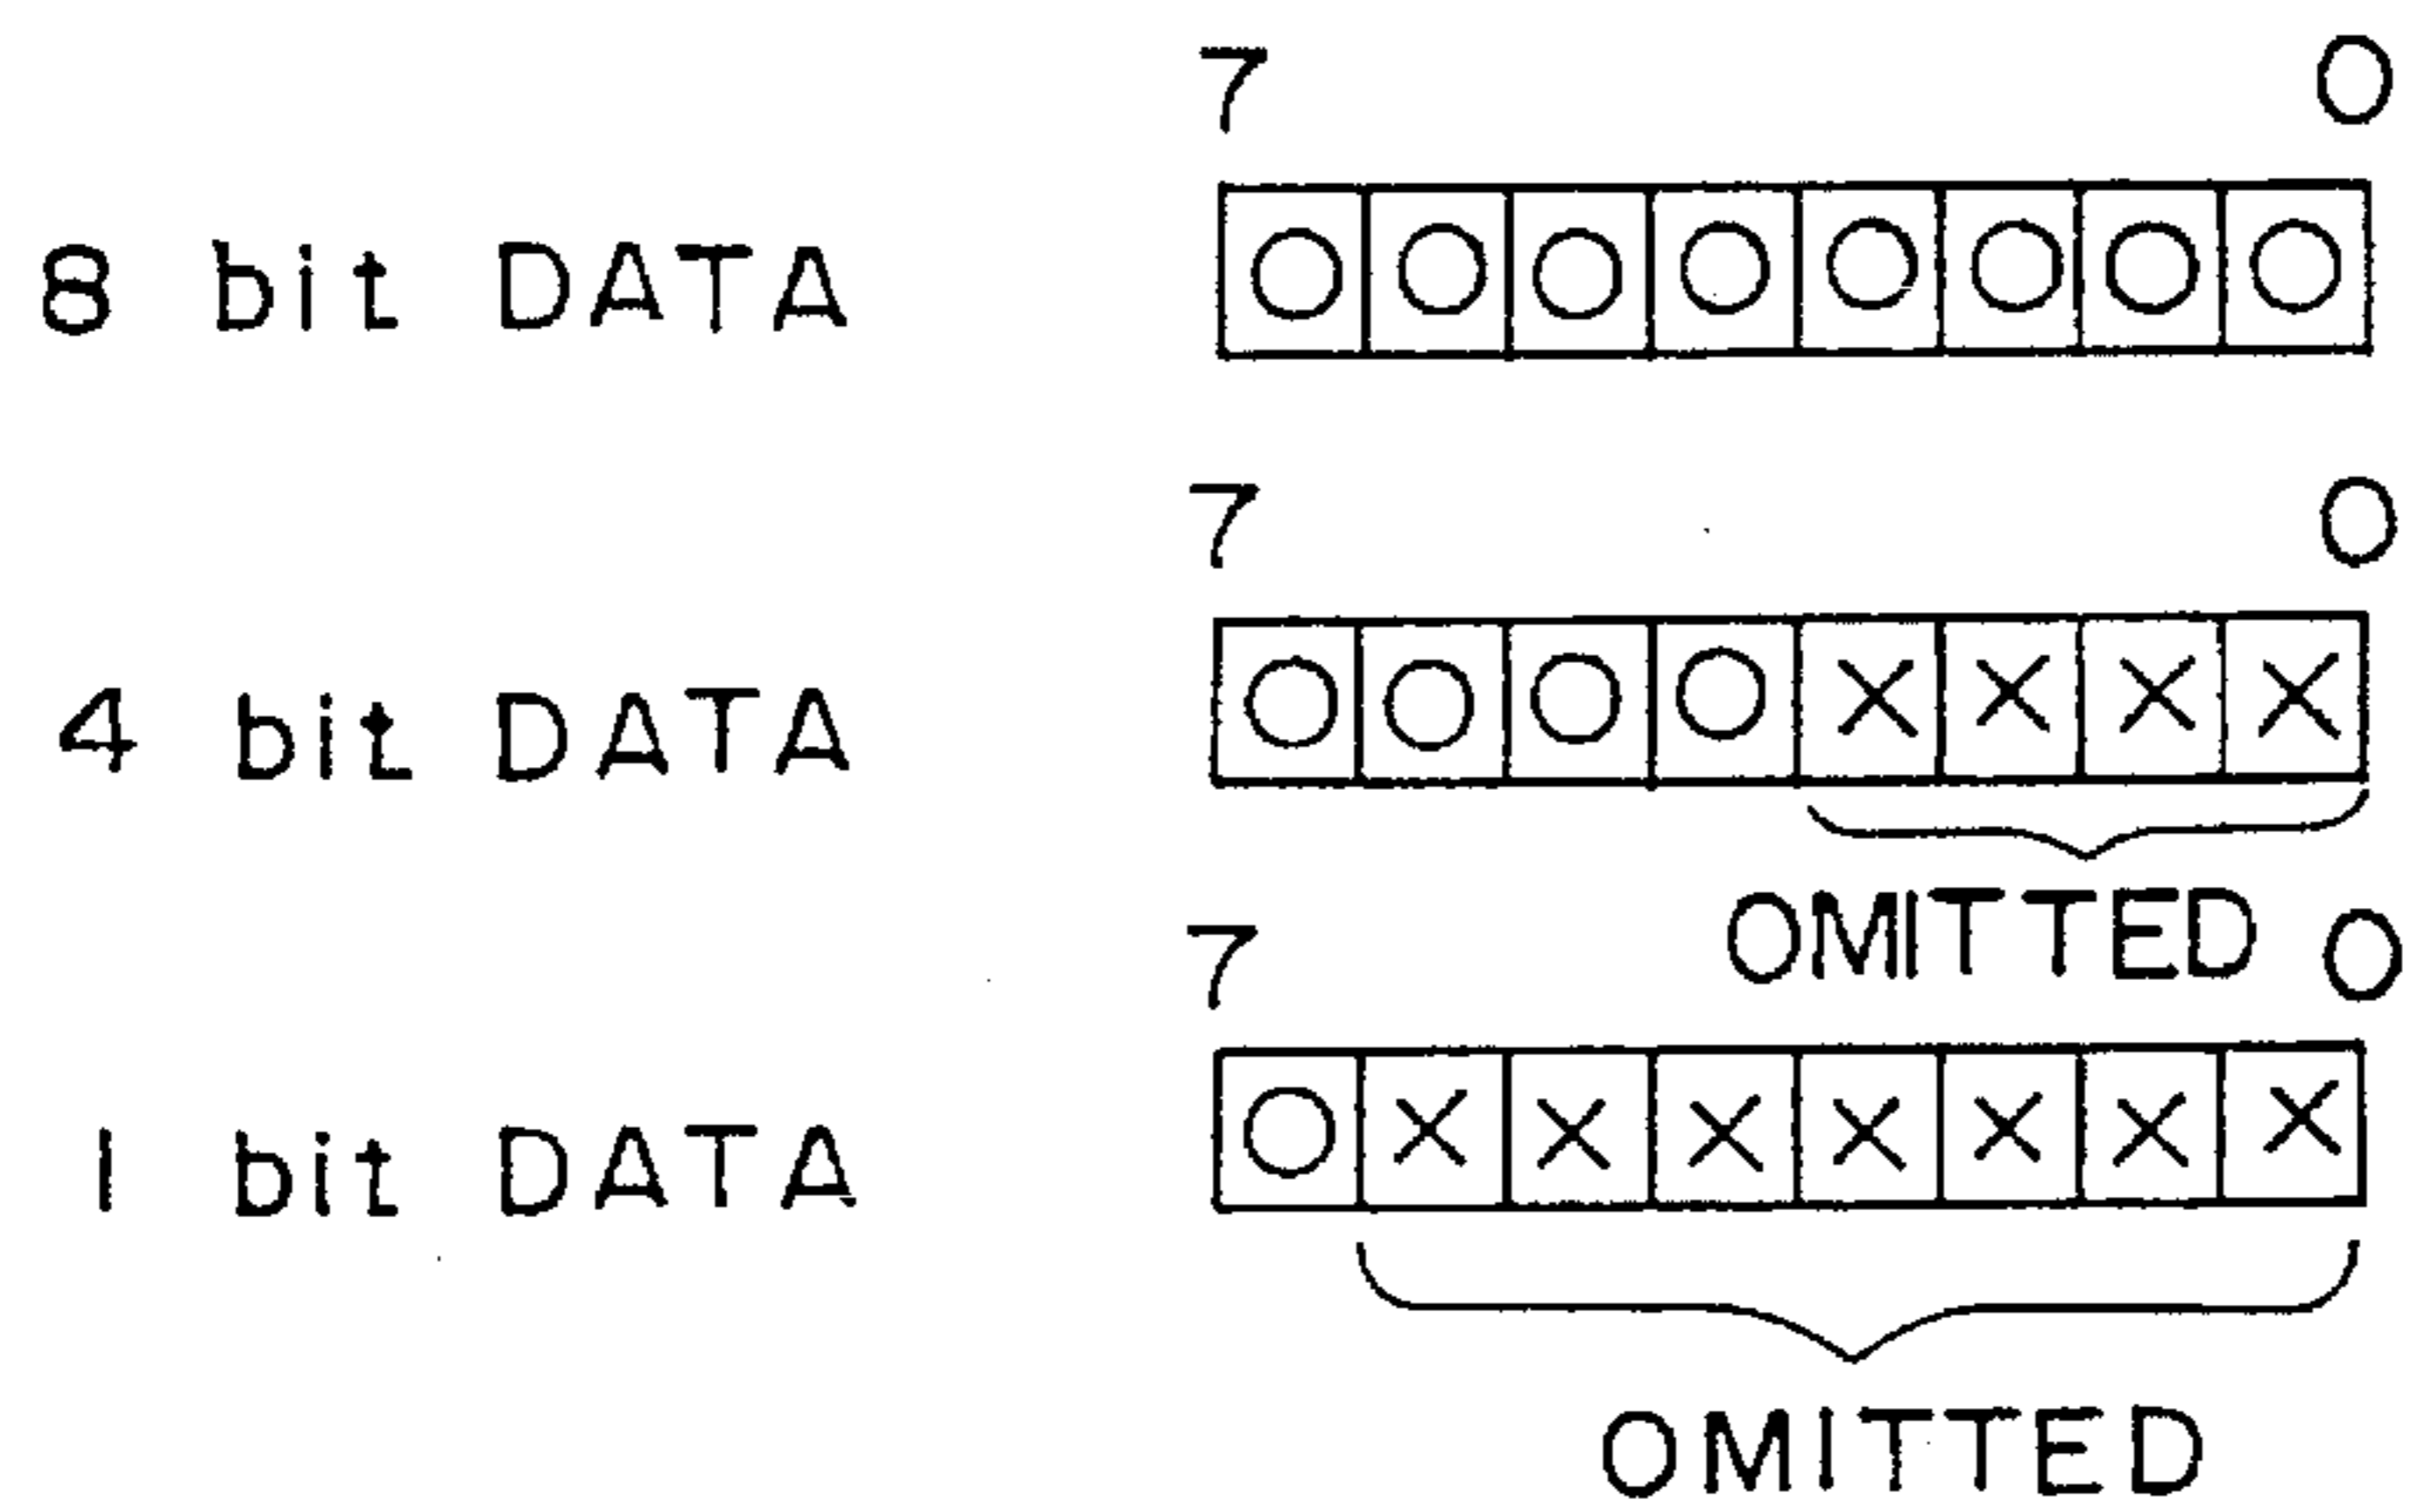 7 0
8 bit DATA
7 0
4 bit DATA
OMITTED
7 0
1 bit DATA
OMITTED